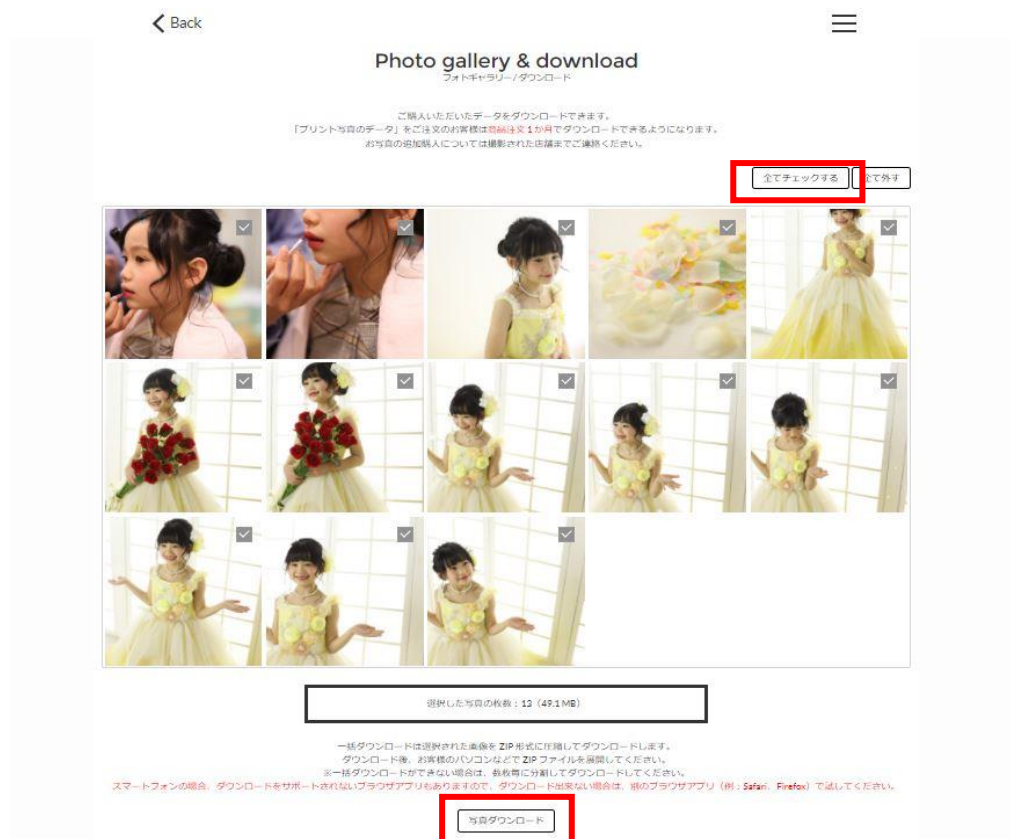 Back
Photo gallery & download
フォトギャラリー/ダウンロード
ご購入いただいたデータをダウンロードできます。
「プリント写真のデータ」をご注文のお客様は商品注文1か月でダウンロードできるようになります。
お写真の追加購入については撮影された店舗までご連絡ください。
全てチェックする 全て外す
選択した写真の枚数：13（49.1 MB）
一括ダウンロードは選択された画像を ZIP 形式に圧縮してダウンロードします。
ダウンロード後、お客様のパソコンなどで ZIP ファイルを展開してください。
※一括ダウンロードができない場合は、数枚毎に分割してダウンロードしてください。
スマートフォンの場合、ダウンロードをサポートされないブラウザアプリもありますので、ダウンロード出来ない場合は、別のブラウザアプリ（例：Safari、Firefox）で試してください。
写真ダウンロード